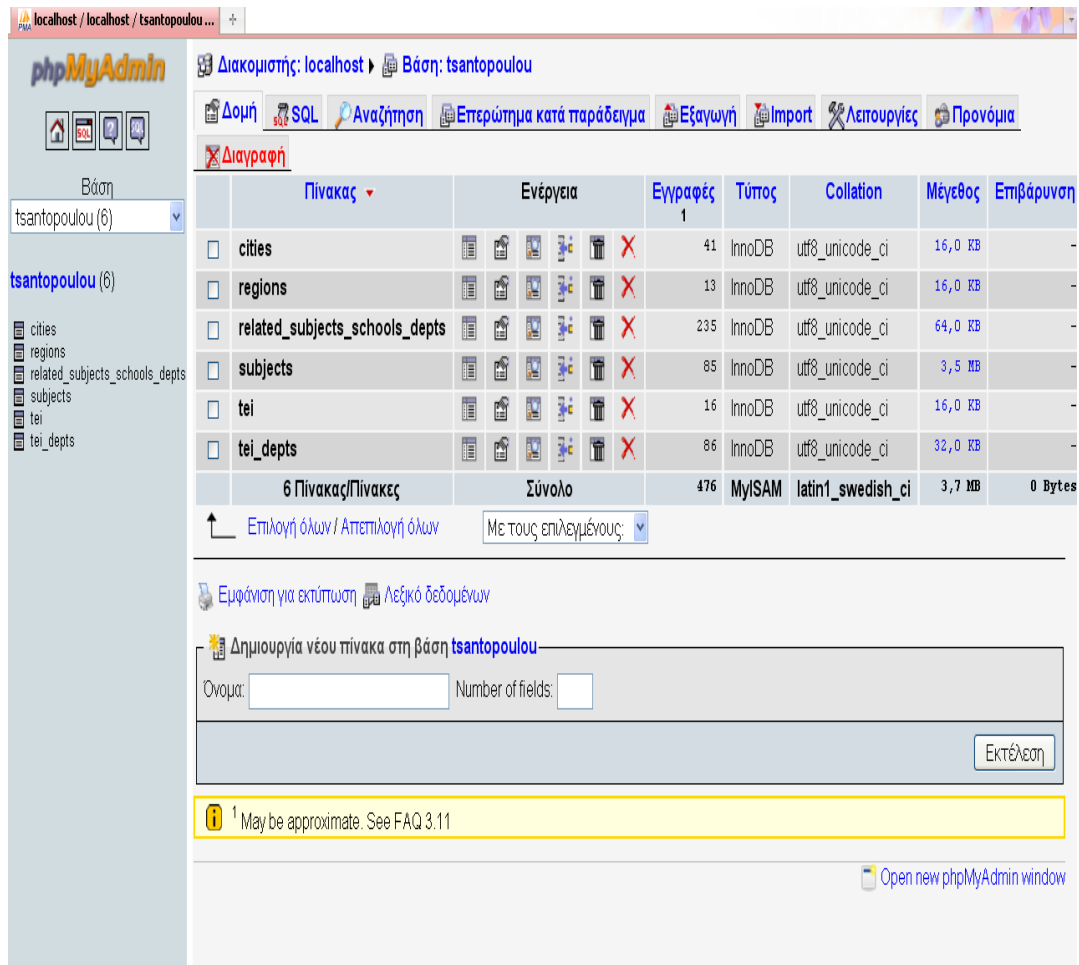 localhost / localhost / tsantopoulou ...
phpMyAdmin
Βάση
tsantopoulou (6)
tsantopoulou (6)
cities
regions
related_subjects_schools_depts
subjects
tei
tei_depts
Διακομιστής: localhost ▸ Βάση: tsantopoulou
Δομή SQL Αναζήτηση Επερώτημα κατά παράδειγμα Εξαγωγή Import Λειτουργίες Προνόμια
Διαγραφή
Πίνακας Ενέργεια Εγγραφές 1 Τύπος Collation Μέγεθος Επιβάρυνση
cities 41 InnoDB utf8_unicode_ci 16,0 KB -
regions 13 InnoDB utf8_unicode_ci 16,0 KB -
related_subjects_schools_depts 235 InnoDB utf8_unicode_ci 64,0 KB -
subjects 85 InnoDB utf8_unicode_ci 3,5 MB -
tei 16 InnoDB utf8_unicode_ci 16,0 KB -
tei_depts 86 InnoDB utf8_unicode_ci 32,0 KB -
6 Πίνακας/Πίνακες Σύνολο 476 MyISAM latin1_swedish_ci 3,7 MB 0 Bytes
Επιλογή όλων / Απεπιλογή όλων Με τους επιλεγμένους:
Εμφάνιση για εκτύπωση Λεξικό δεδομένων
Δημιουργία νέου πίνακα στη βάση tsantopoulou
Όνομα: Number of fields:
Εκτέλεση
1 May be approximate. See FAQ 3.11
Open new phpMyAdmin window